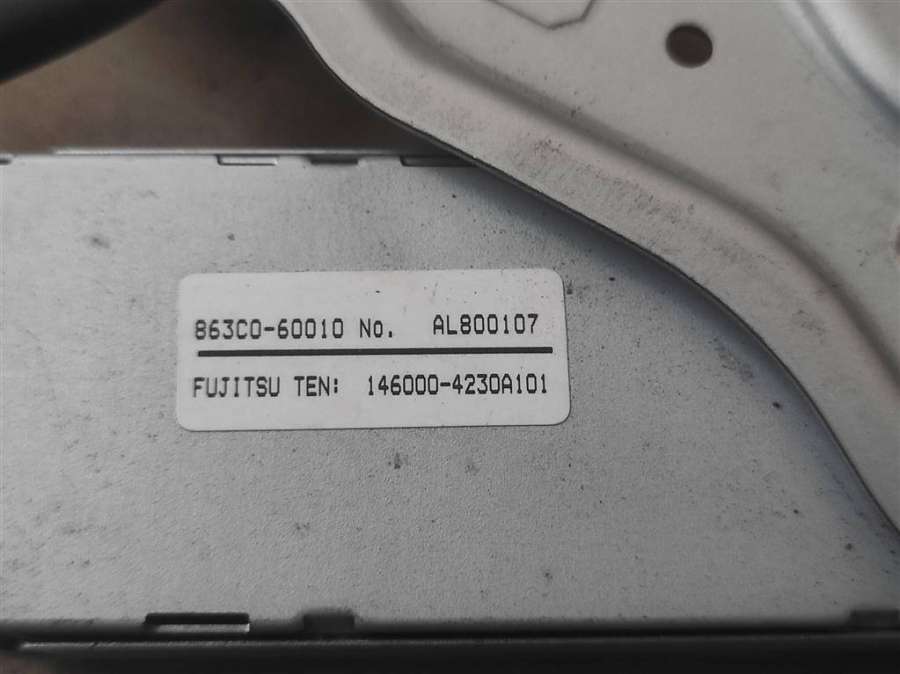 863C0-60010 No. AL800107
FUJITSU TEN: 146000-4230A101